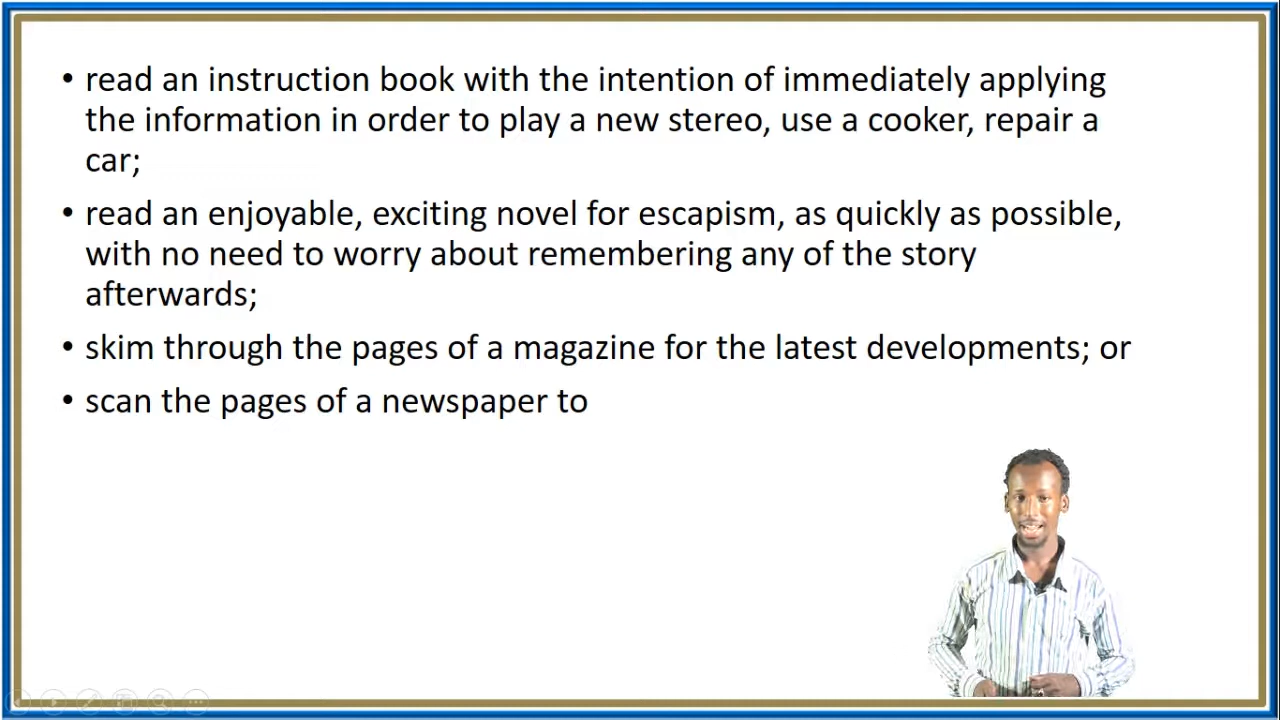 • read an instruction book with the intention of immediately applying
the information in order to play a new stereo, use a cooker, repair a
car;
• read an enjoyable, exciting novel for escapism, as quickly as possible,
with no need to worry about remembering any of the story
afterwards;
• skim through the pages of a magazine for the latest developments; or
• scan the pages of a newspaper to